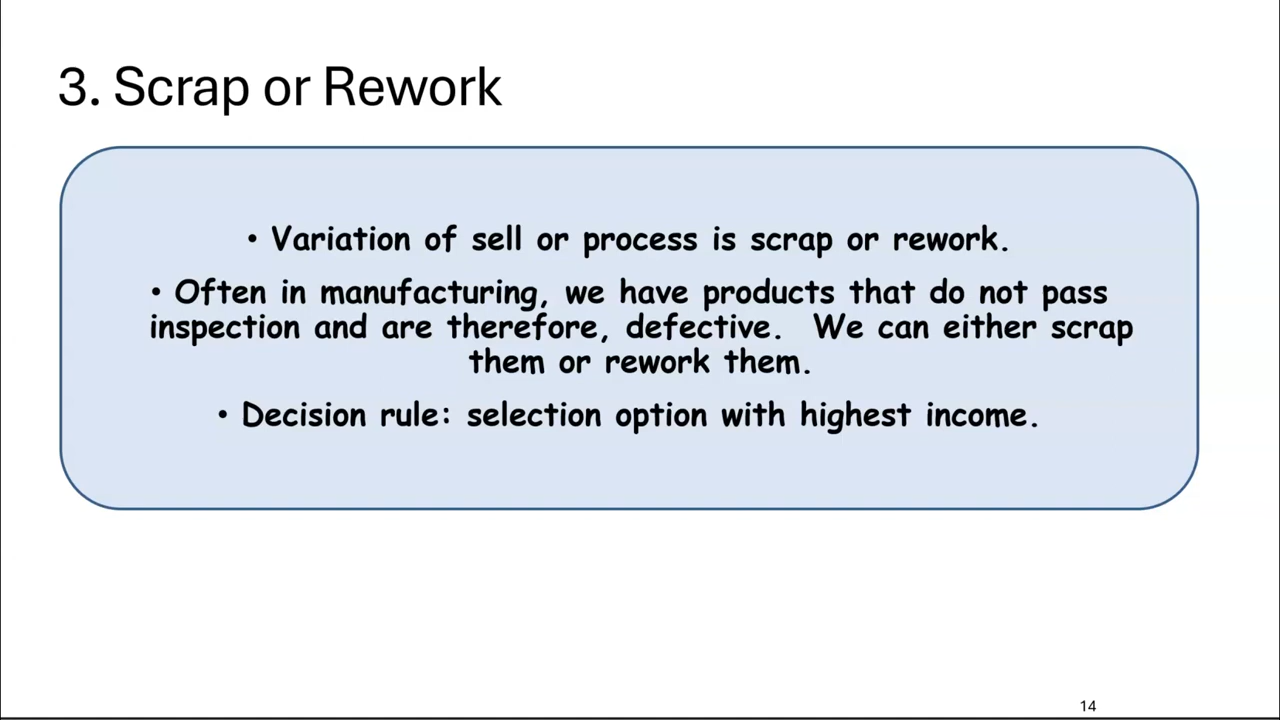 3. Scrap or Rework
• Variation of sell or process is scrap or rework.
• Often in manufacturing, we have products that do not pass
inspection and are therefore, defective.  We can either scrap
them or rework them.
• Decision rule: selection option with highest income.
14